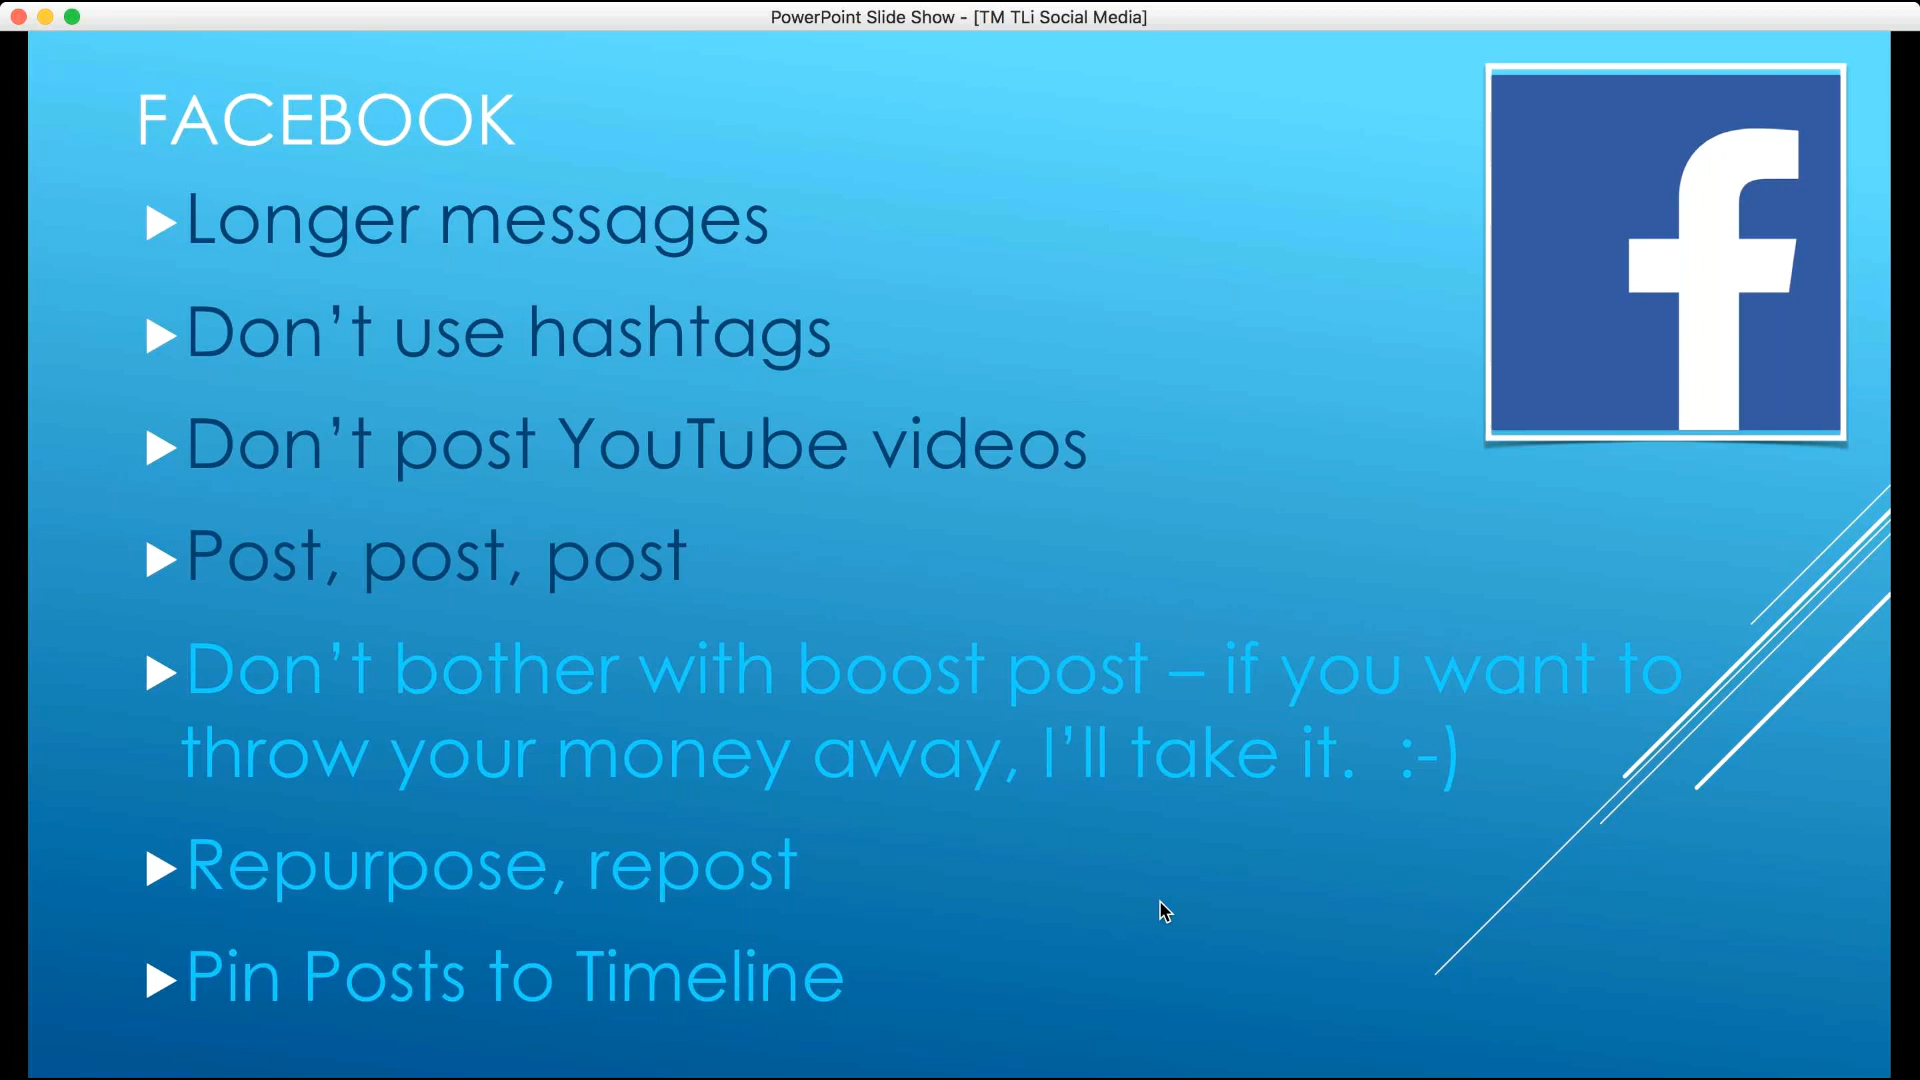 PowerPoint Slide Show - [TM TLi Social Media]
FACEBOOK
Longer messages
Don’t use hashtags
Don’t post YouTube videos
Post, post, post
Don’t bother with boost post – if you want to
throw your money away, I’ll take it.  :-)
Repurpose, repost
Pin Posts to Timeline
f